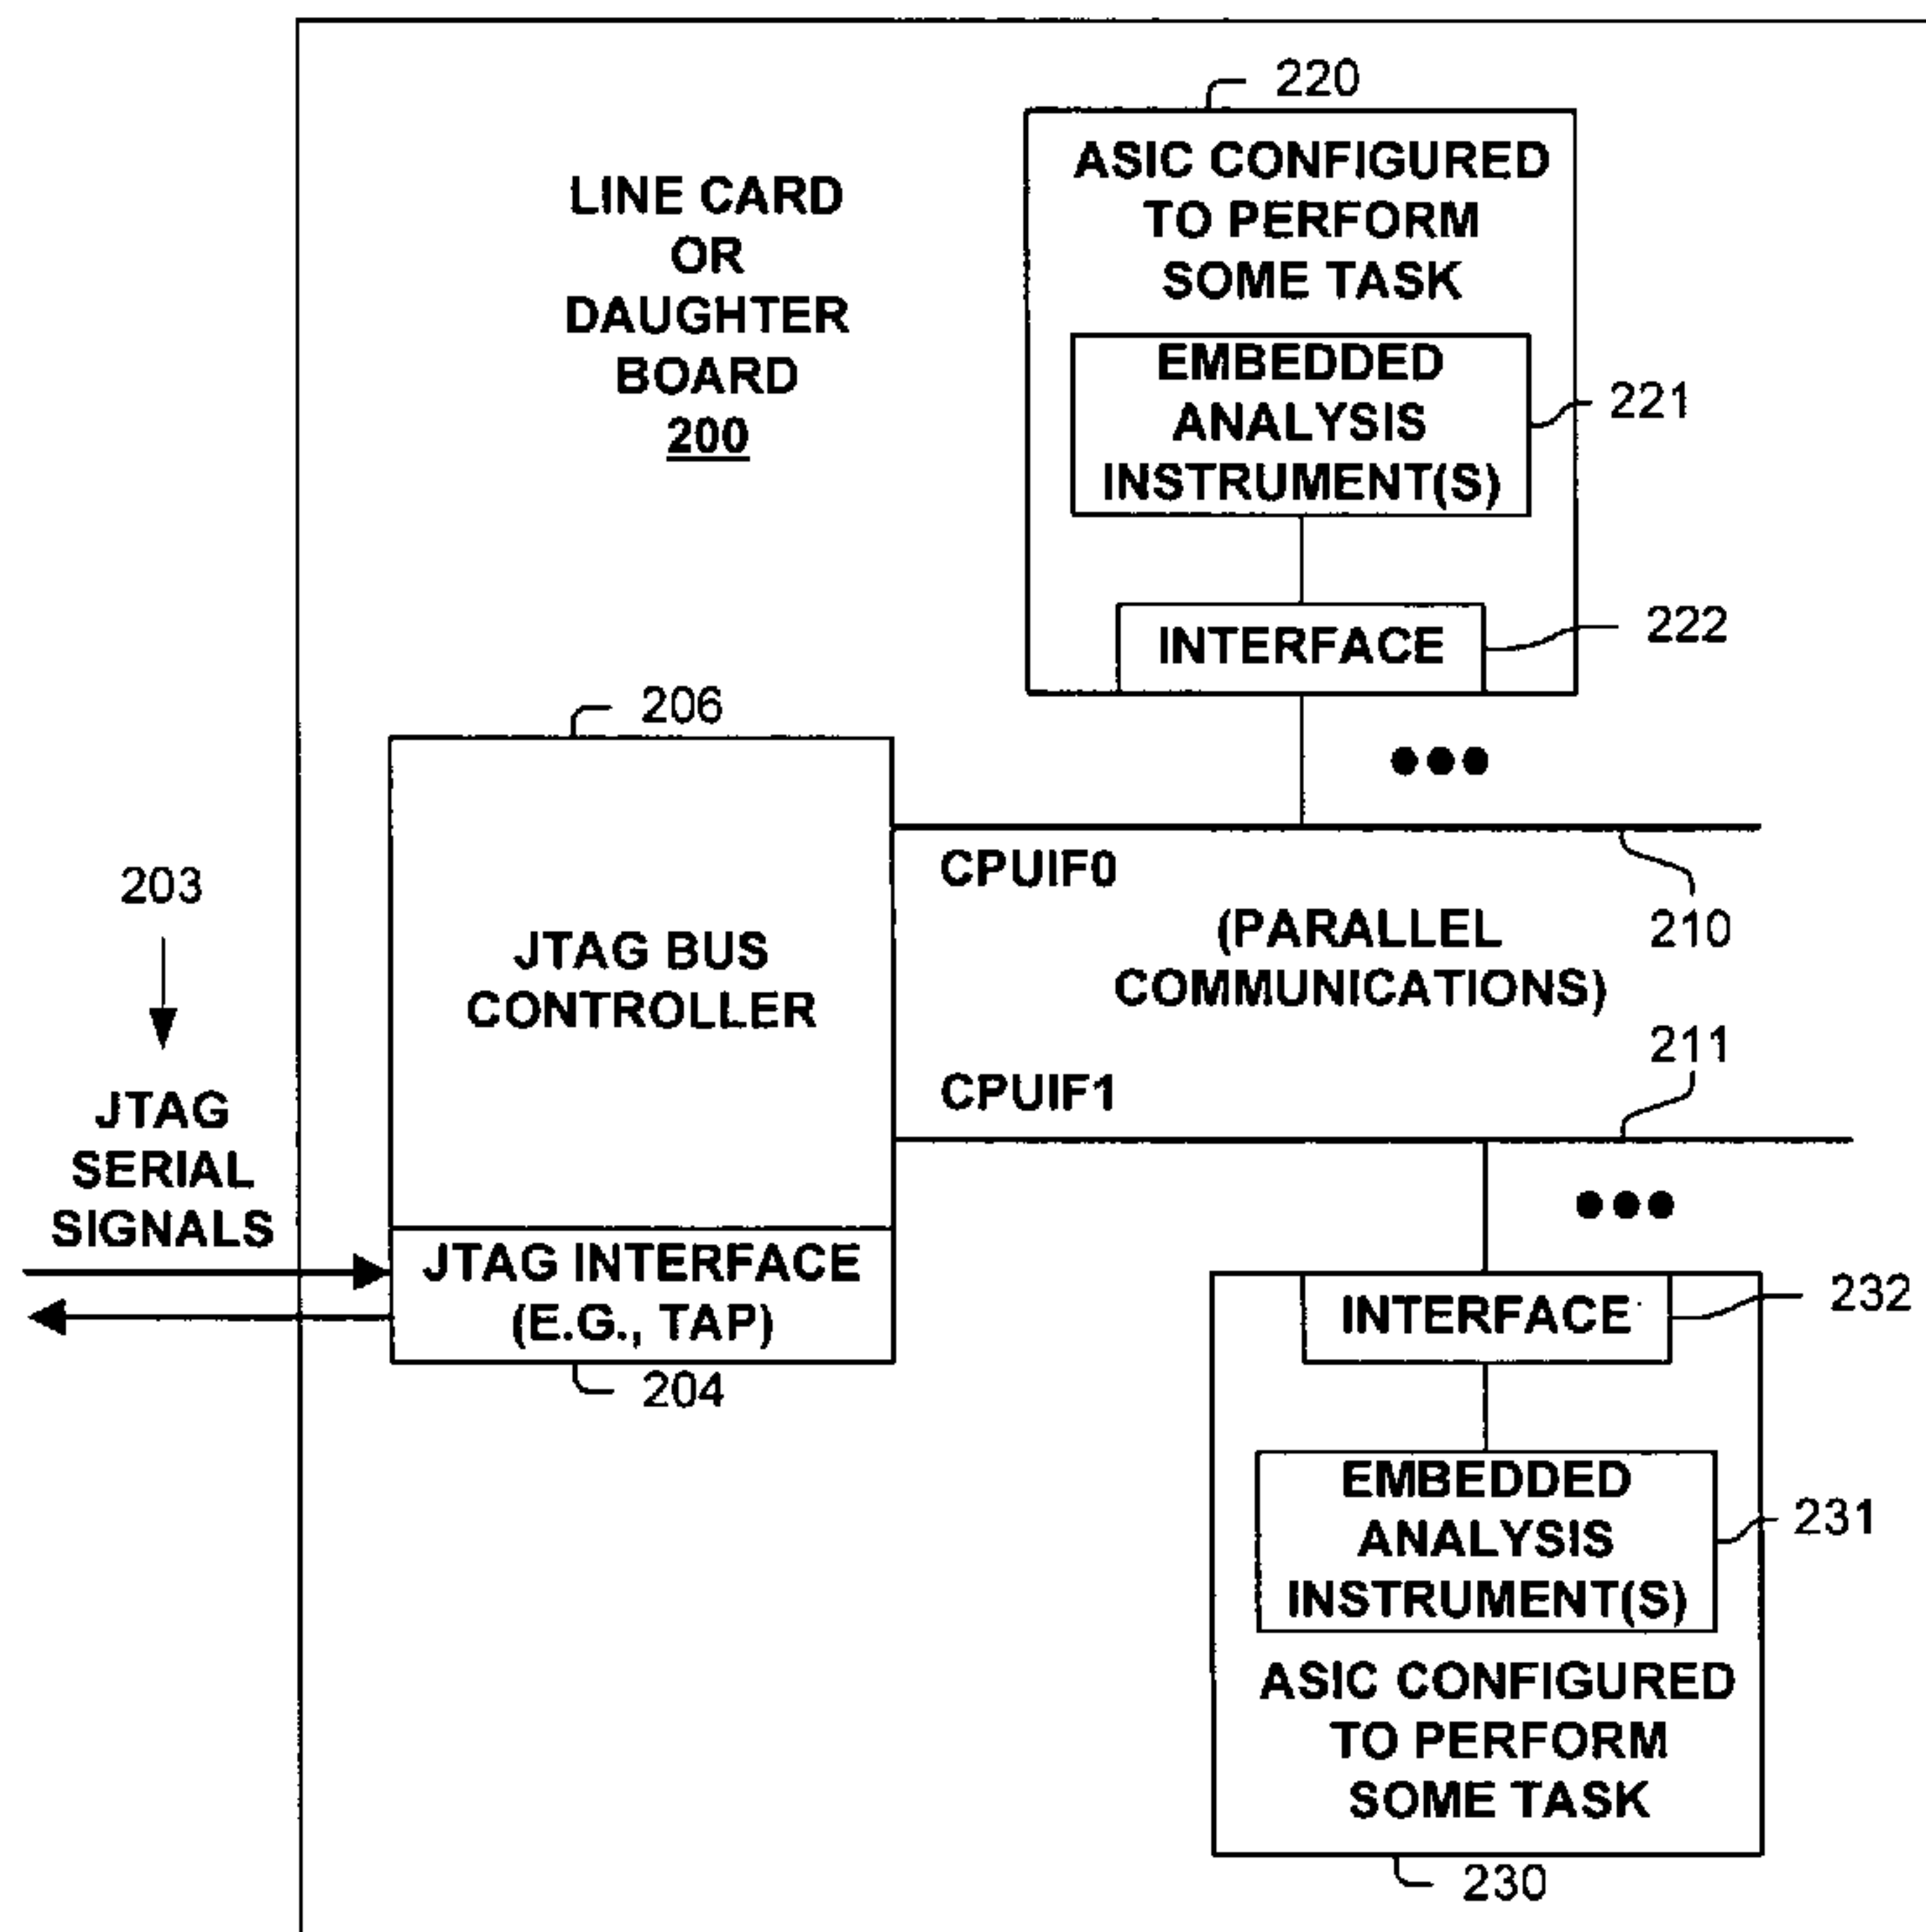 220
ASIC CONFIGURED
TO PERFORM
SOME TASK
LINE CARD
OR
DAUGHTER
BOARD
200
EMBEDDED
ANALYSIS
INSTRUMENT(S)
221
INTERFACE
222
206
CPUIF0
(PARALLEL
COMMUNICATIONS)
210
203
JTAG BUS
CONTROLLER
211
CPUIF1
JTAG
SERIAL
SIGNALS
JTAG INTERFACE
(E.G., TAP)
204
INTERFACE
232
EMBEDDED
ANALYSIS
INSTRUMENT(S)
231
ASIC CONFIGURED
TO PERFORM
SOME TASK
230